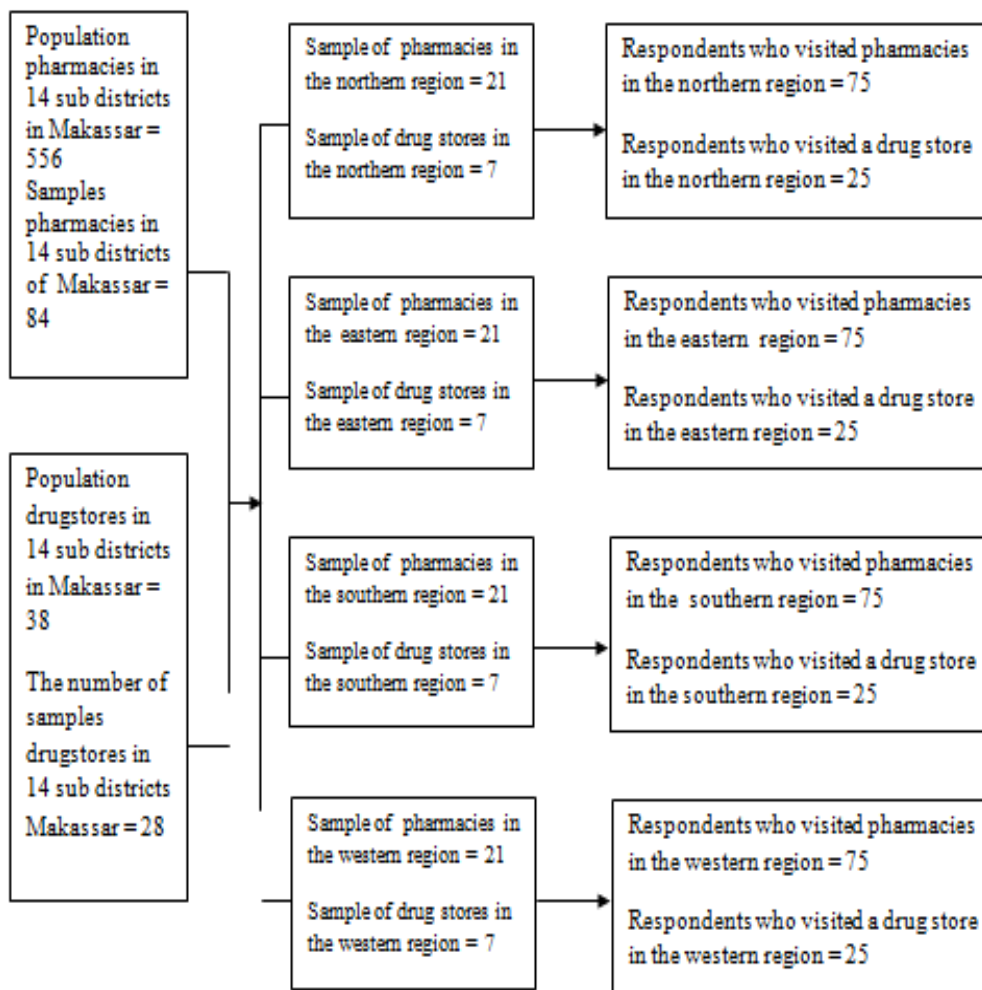 Population
pharmacies in
14 sub districts
in Makassar =
556
Samples
pharmacies in
14 sub districts
of Makassar =
84
Population
drugstores in
14 sub districts
in Makassar =
38
The number of
samples
drugstores in
14 sub districts
Makassar = 28
Sample of pharmacies in
the northern region = 21
Sample of drug stores in
the northern region = 7
Respondents who visited pharmacies
in the northern region = 75
Respondents who visited a drug store
in the northern region = 25
Sample of pharmacies in
the eastern region = 21
Sample of drug stores in
the eastern region = 7
Respondents who visited pharmacies
in the eastern region = 75
Respondents who visited a drug store
in the eastern region = 25
Sample of pharmacies in
the southern region = 21
Sample of drug stores in
the southern region = 7
Respondents who visited pharmacies
in the southern region = 75
Respondents who visited a drug store
in the southern region = 25
Sample of pharmacies in
the western region = 21
Sample of drug stores in
the western region = 7
Respondents who visited pharmacies
in the western region = 75
Respondents who visited a drug store
in the western region = 25